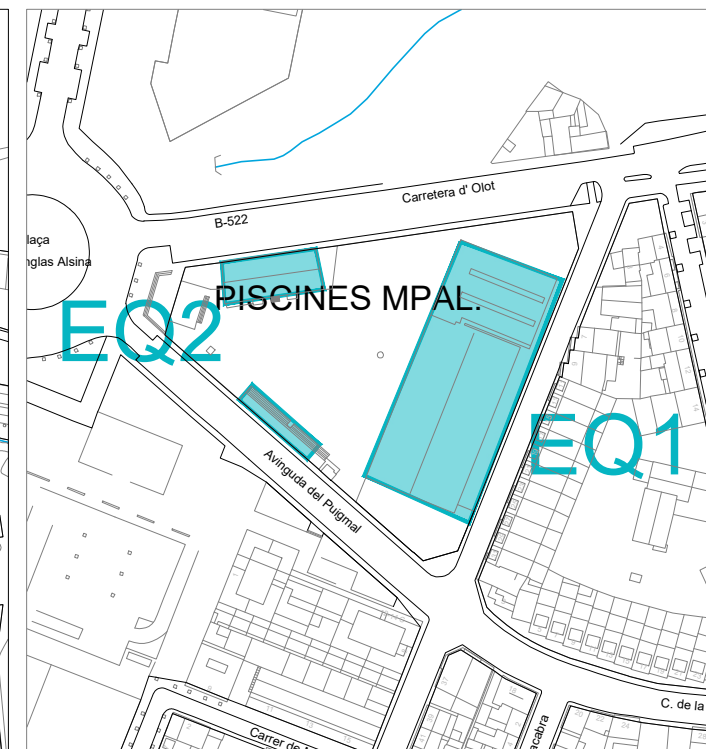 Carretera d' Olot
B-522
laça
nglas Alsina
PISCINES MPAL.
EQ2
EQ1
Avinguda del Puigmal
C. de la
acabra
Carrer de